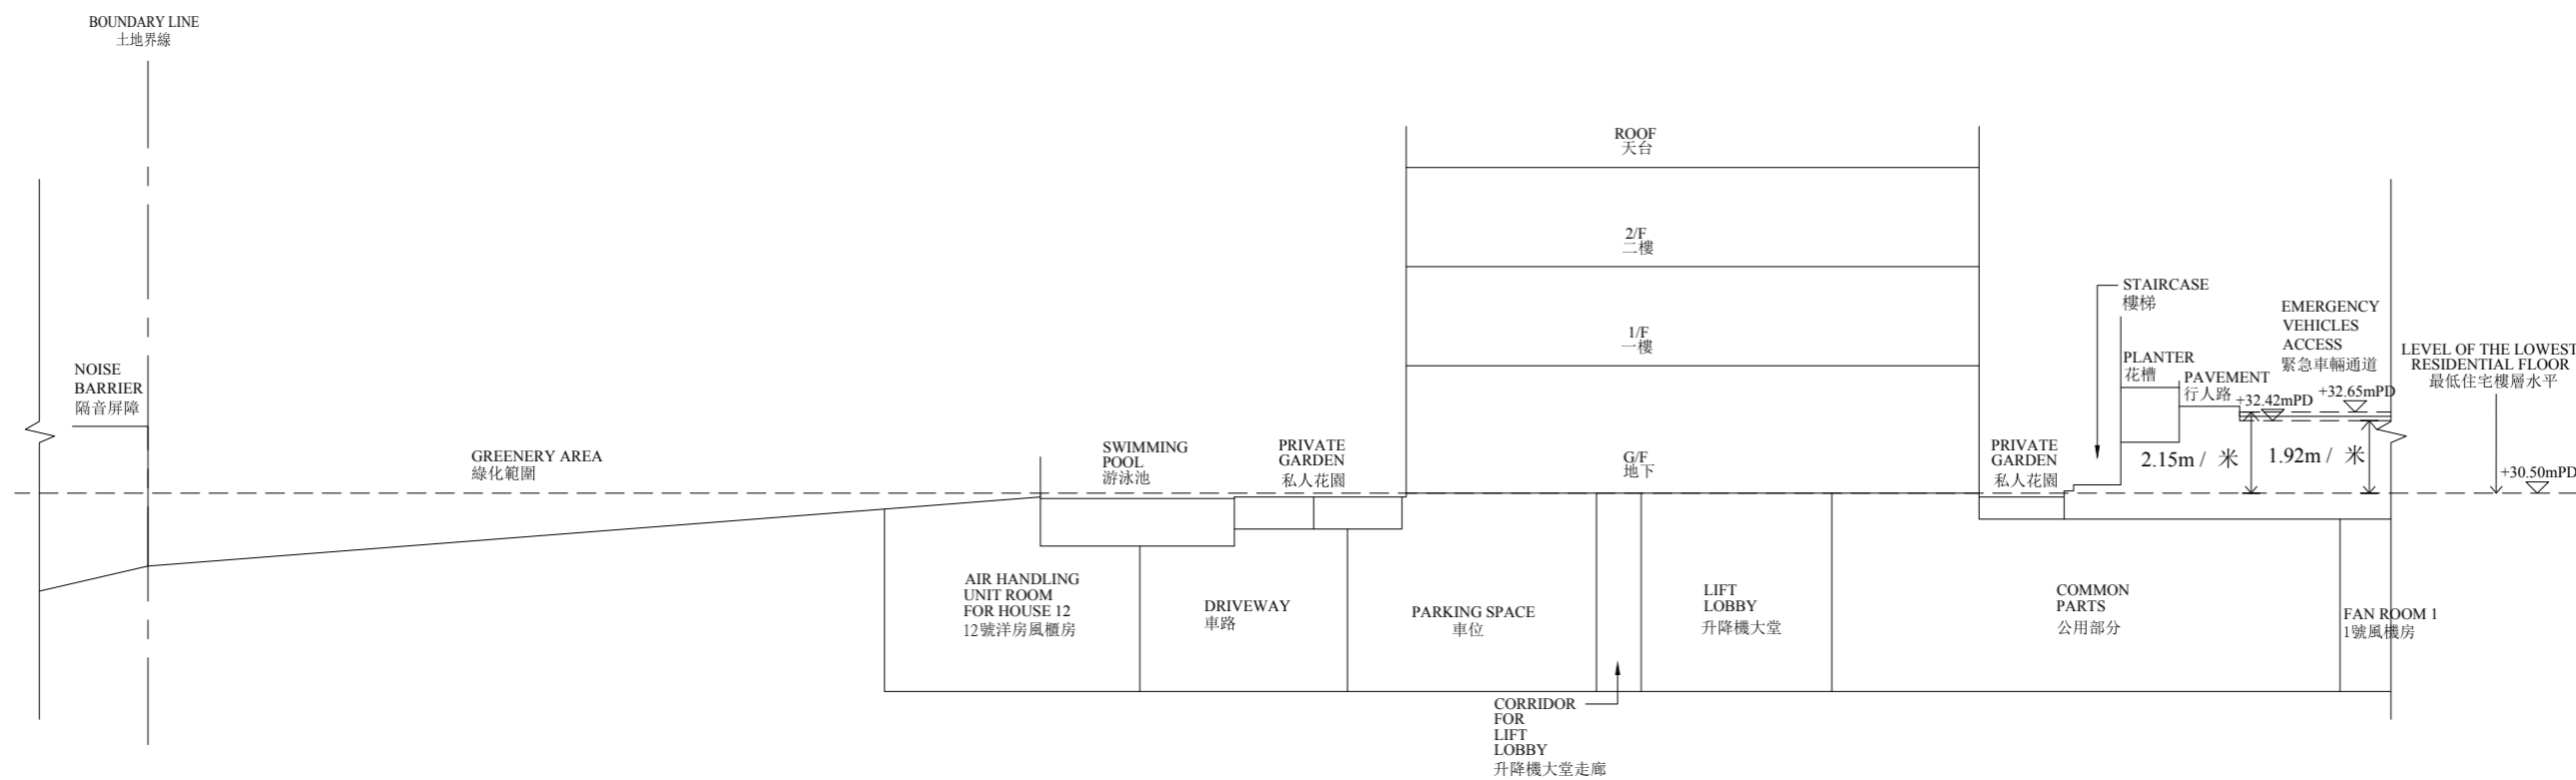 BOUNDARY LINE
土地界線
ROOF
天台
2/F
二樓
1/F
一樓
G/F
地下
NOISE
BARRIER
隔音屏障
GREENERY AREA
綠化範圍
SWIMMING
POOL
游泳池
PRIVATE
GARDEN
私人花園
PRIVATE
GARDEN
私人花園
STAIRCASE
樓梯
PLANTER
花槽
PAVEMENT
行人路
EMERGENCY
VEHICLES
ACCESS
緊急車輛通道
+32.42mPD
+32.65mPD
2.15m / 米
1.92m / 米
LEVEL OF THE LOWEST
RESIDENTIAL FLOOR
最低住宅樓層水平
+30.50mPD
AIR HANDLING
UNIT ROOM
FOR HOUSE 12
12號洋房風櫃房
DRIVEWAY
車路
PARKING SPACE
車位
LIFT
LOBBY
升降機大堂
COMMON
PARTS
公用部分
FAN ROOM 1
1號風機房
CORRIDOR
FOR
LIFT
LOBBY
升降機大堂走廊